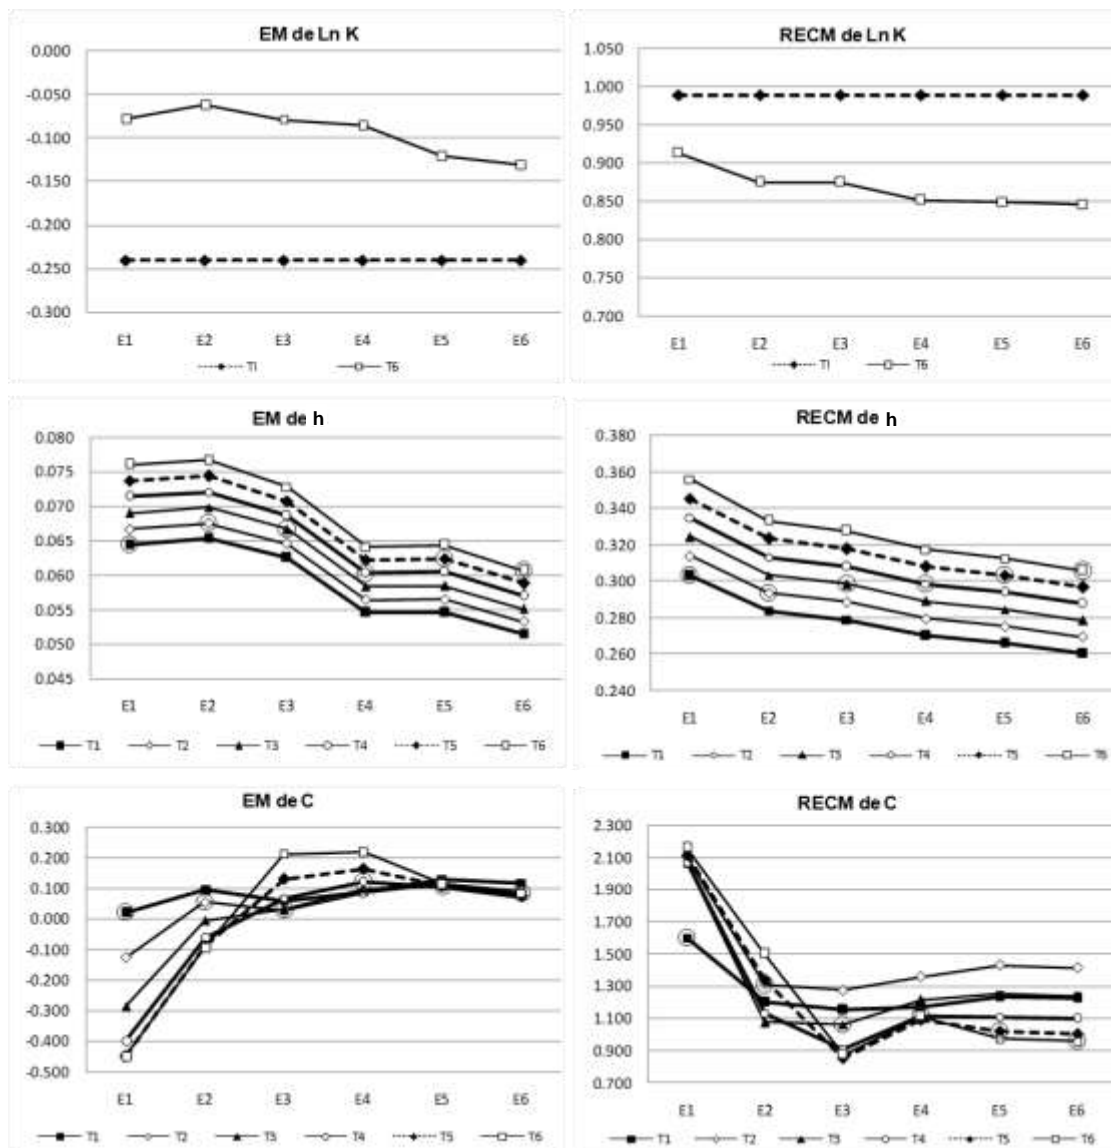 EM de Ln K
0.000
-0.050
-0.100
-0.150
-0.200
-0.250
-0.300
E1 E2 E3 E4 E5 E6
TI T6
RECM de Ln K
1.050
1.000
0.950
0.900
0.850
0.800
0.750
0.700
E1 E2 E3 E4 E5 E6
TI T6
EM de h
0.080
0.075
0.070
0.065
0.060
0.055
0.050
0.045
E1 E2 E3 E4 E5 E6
T1 T2 T3 T4 T5 T6
RECM de h
0.380
0.360
0.340
0.320
0.300
0.280
0.260
0.240
E1 E2 E3 E4 E5 E6
T1 T2 T3 T4 T5 T6
EM de C
0.300
0.200
0.100
0.000
-0.100
-0.200
-0.300
-0.400
-0.500
E1 E2 E3 E4 E5 E6
T1 T2 T3 T4 T5 T6
RECM de C
2.300
2.100
1.900
1.700
1.500
1.300
1.100
0.900
0.700
E1 E2 E3 E4 E5 E6
T1 T2 T3 T4 T5 T6